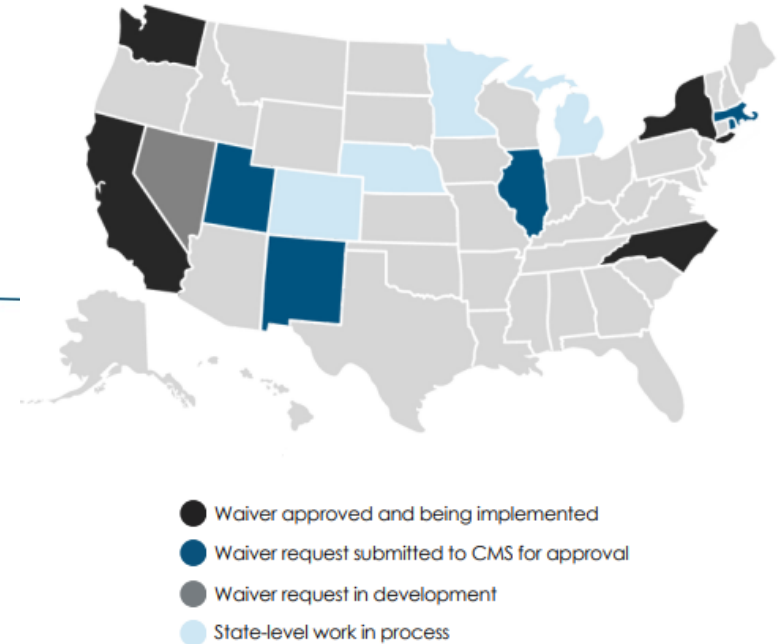 Waiver approved and being implemented
Waiver request submitted to CMS for approval
Waiver request in development
State-level work in process